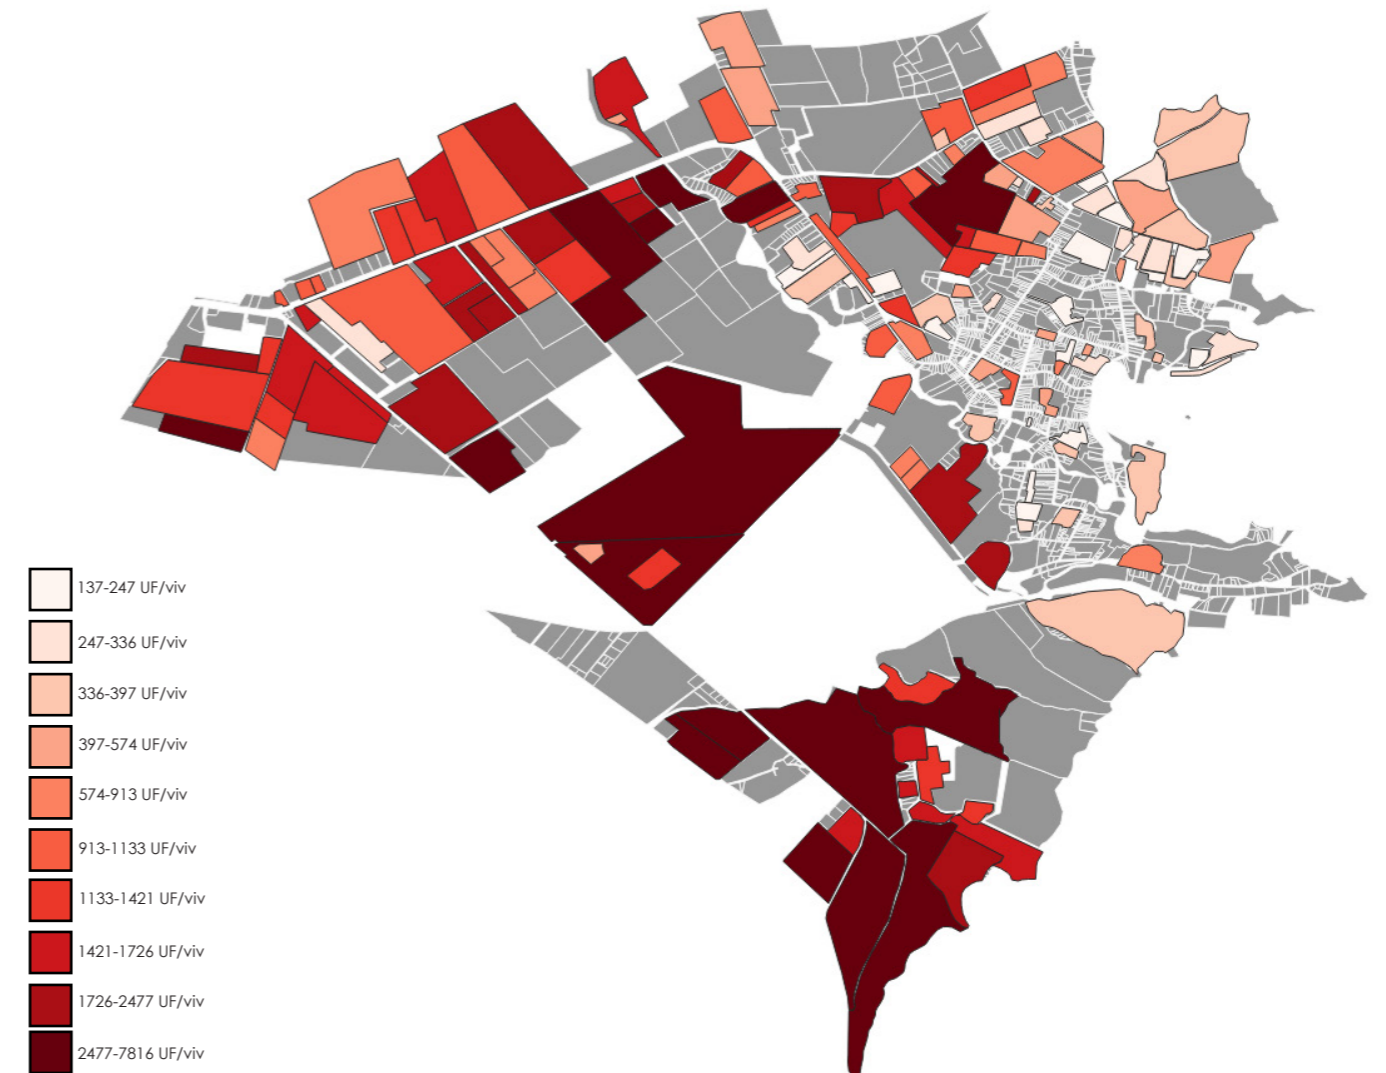 137-247 UF/viv
247-336 UF/viv
336-397 UF/viv
397-574 UF/viv
574-913 UF/viv
913-1133 UF/viv
1133-1421 UF/viv
1421-1726 UF/viv
1726-2477 UF/viv
2477-7816 UF/viv